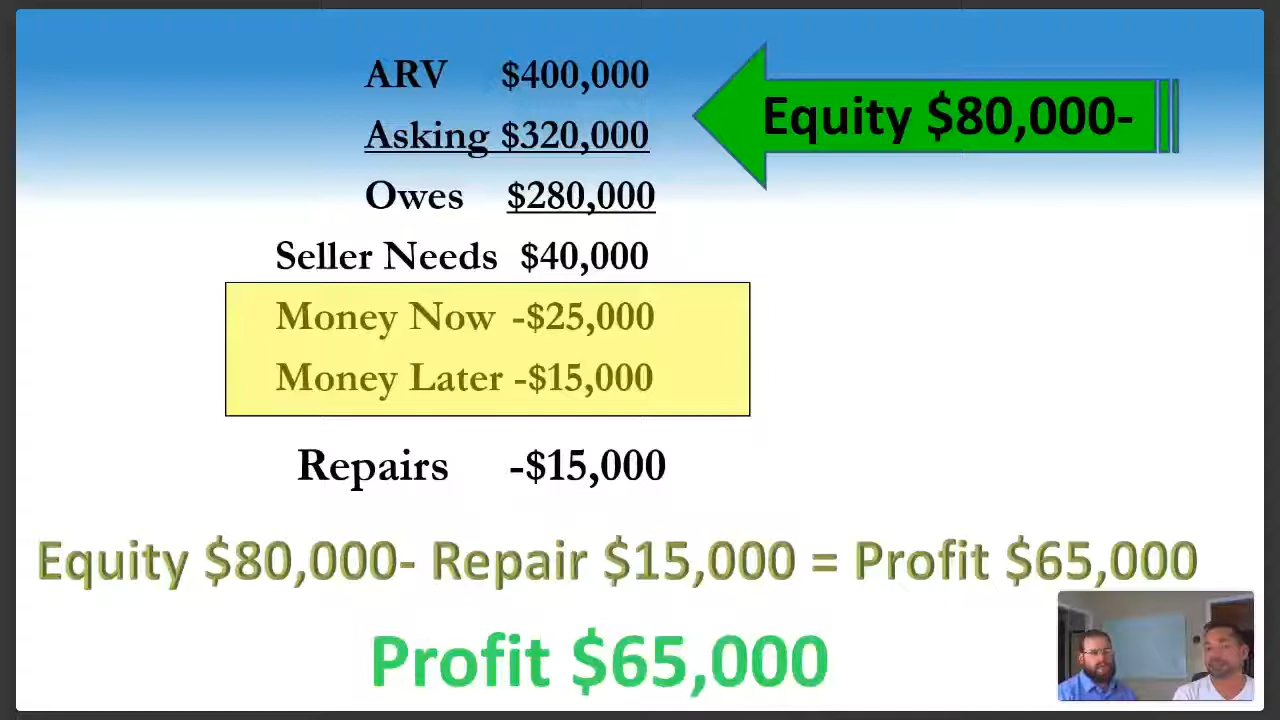 ARV $400,000
Equity $80,000-
Asking $320,000
Owes $280,000
Seller Needs $40,000
Money Now -$25,000
Money Later -$15,000
Repairs -$15,000
Equity $80,000- Repair $15,000 = Profit $65,000
Profit $65,000